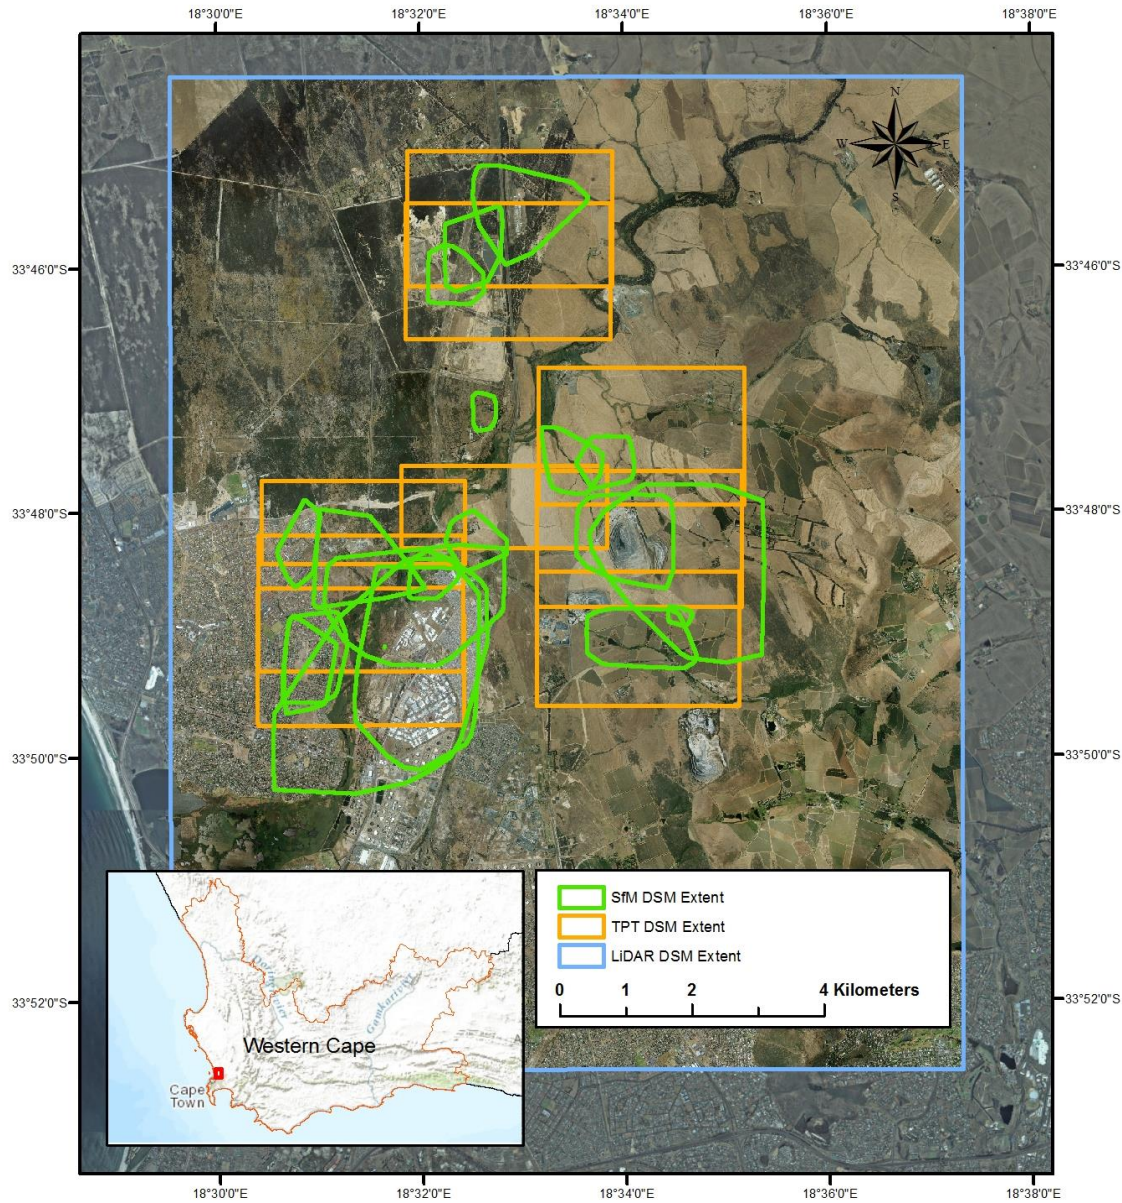 18°30'0"E 18°32'0"E 18°34'0"E 18°36'0"E 18°38'0"E
N
W E
S
33°46'0"S 33°46'0"S
33°48'0"S 33°48'0"S
33°50'0"S 33°50'0"S
SfM DSM Extent
TPT DSM Extent
LiDAR DSM Extent
0 1 2 4 Kilometers
33°52'0"S 33°52'0"S
Western Cape
Cape
Town
18°30'0"E 18°32'0"E 18°34'0"E 18°36'0"E 18°38'0"E